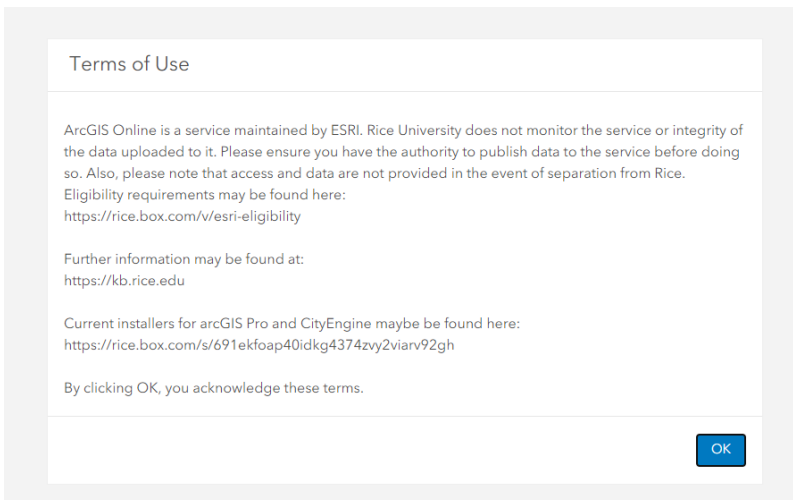 Terms of Use
ArcGIS Online is a service maintained by ESRI. Rice University does not monitor the service or integrity of
the data uploaded to it. Please ensure you have the authority to publish data to the service before doing
so. Also, please note that access and data are not provided in the event of separation from Rice.
Eligibility requirements may be found here:
https://rice.box.com/v/esri-eligibility
Further information may be found at:
https://kb.rice.edu
Current installers for arcGIS Pro and CityEngine maybe be found here:
https://rice.box.com/s/691ekfoap40idkg4374zvy2viarv92gh
By clicking OK, you acknowledge these terms.
OK